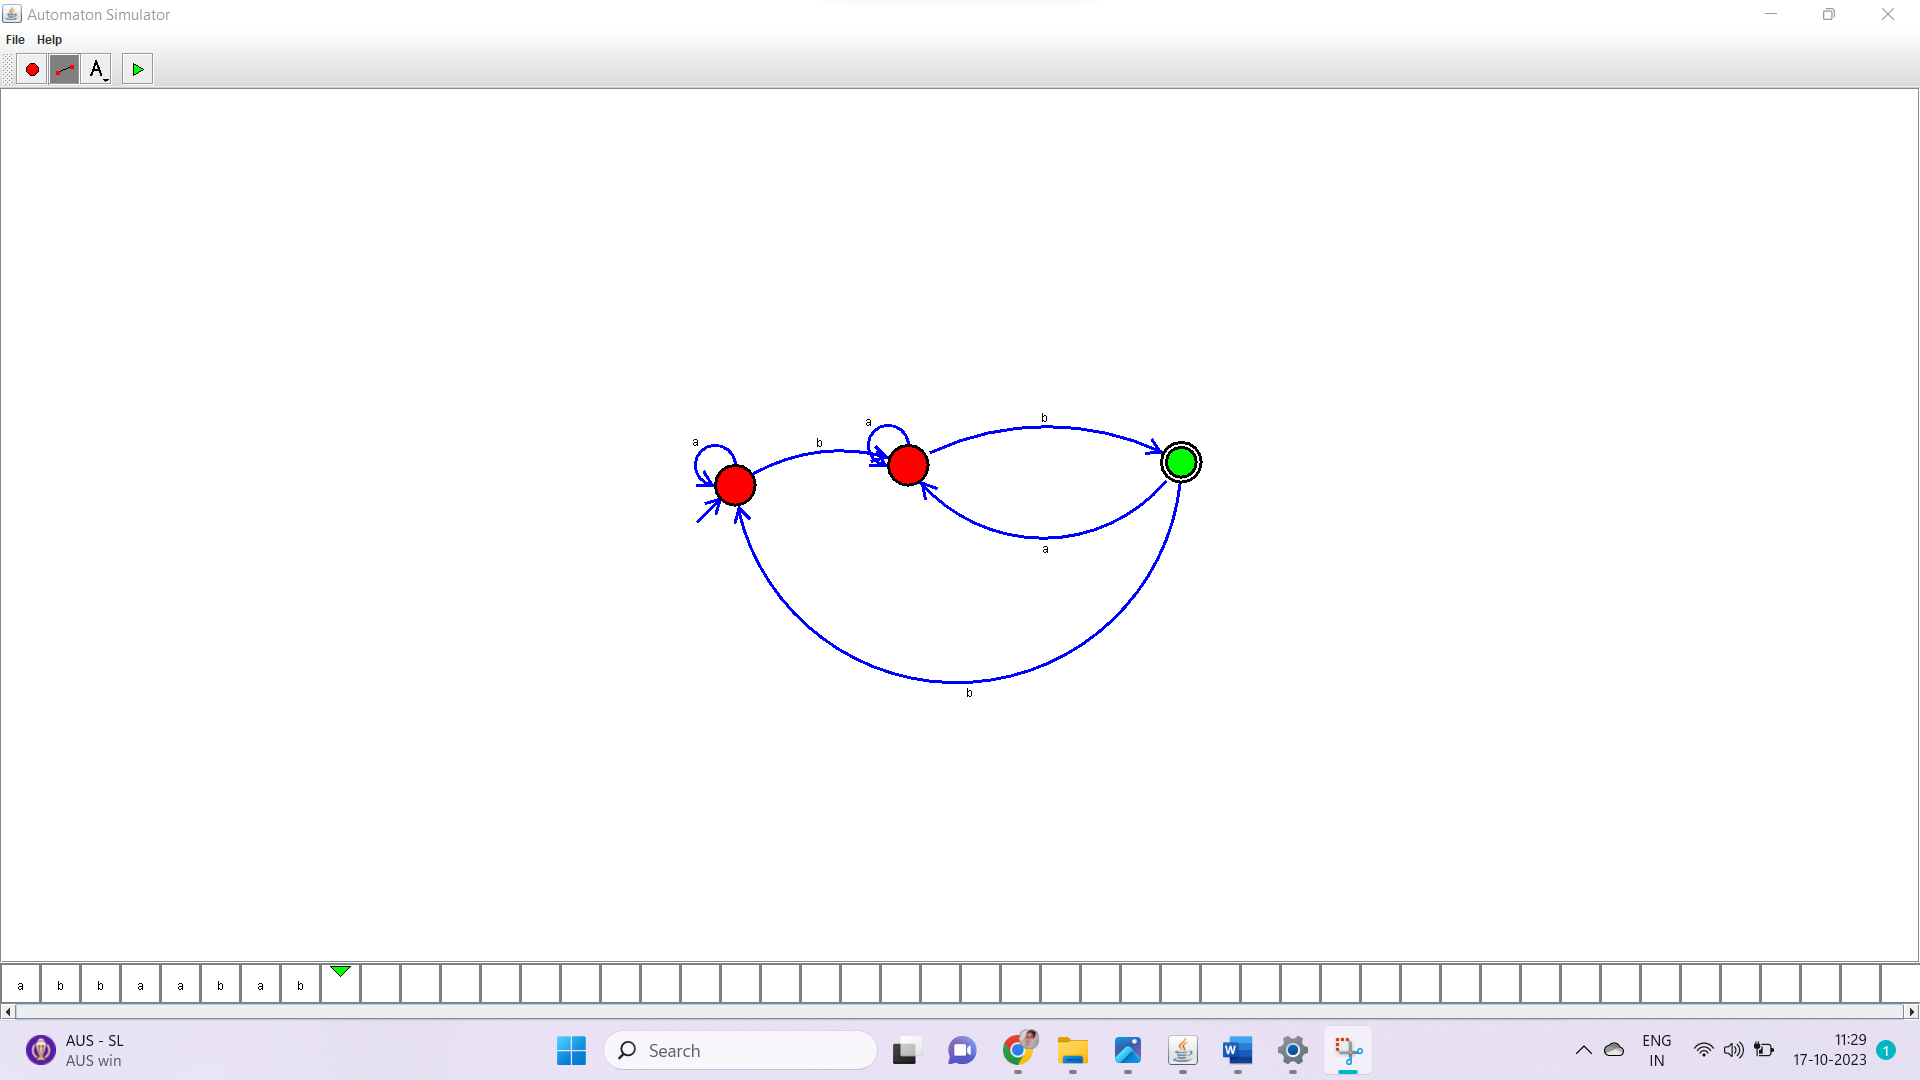 Automaton Simulator
File Help
A
a
b
a
b
a
b
a b b a a b a b
AUS - SL
AUS win
Search
W
ENG
IN
11:29
17-10-2023
1